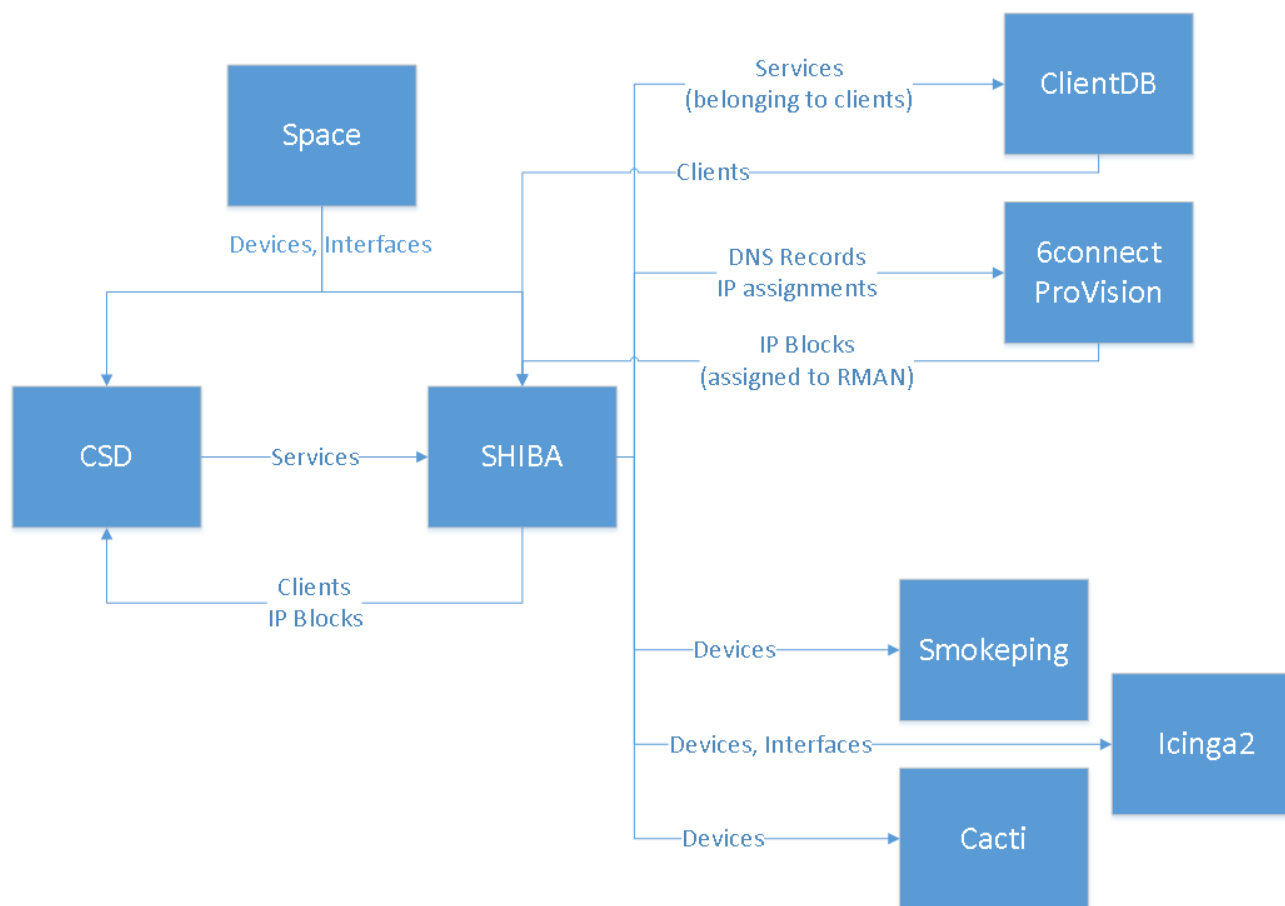 Space
Devices, Interfaces
CSD
Services
SHIBA
Clients
IP Blocks
Services
(belonging to clients)
ClientDB
Clients
DNS Records
IP assignments
6connect
ProVision
IP Blocks
(assigned to RMAN)
Devices
Smokeping
Devices, Interfaces
Icinga2
Devices
Cacti